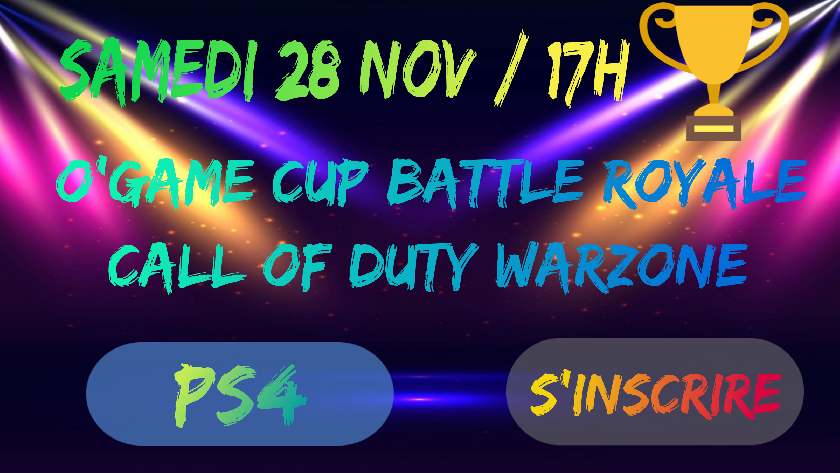 SAMEDI 28 NOV / 17H
O'GAME CUP BATTLE ROYALE
CALL OF DUTY WARZONE
PS4
S'INSCRIRE